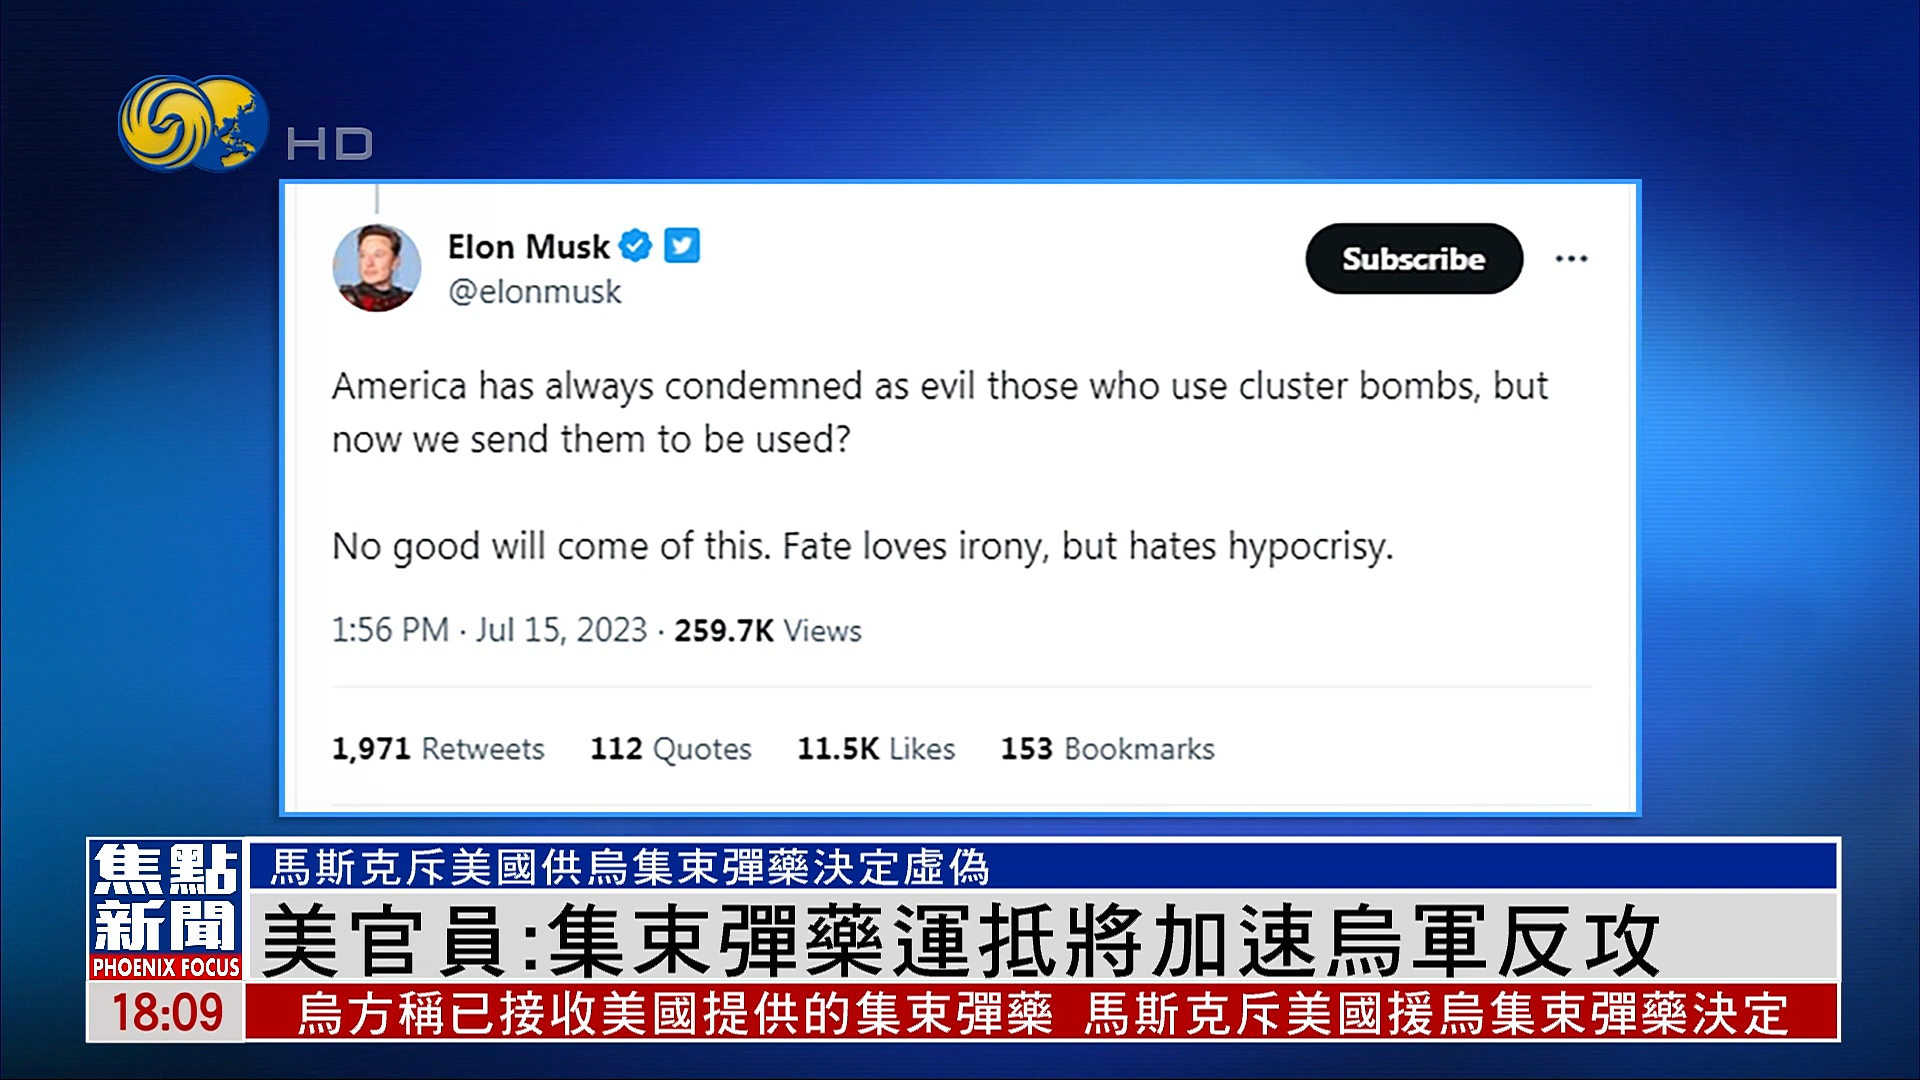 HD
Elon Musk
@elonmusk
Subscribe
America has always condemned as evil those who use cluster bombs, but
now we send them to be used?
No good will come of this. Fate loves irony, but hates hypocrisy.
1:56 PM · Jul 15, 2023 · 259.7K Views
1,971 Retweets 112 Quotes 11.5K Likes 153 Bookmarks
焦點
新聞
PHOENIX FOCUS
馬斯克斥美國供烏集束彈藥決定虛偽
美官員:集束彈藥運抵將加速烏軍反攻
18:09
烏方稱已接收美國提供的集束彈藥 馬斯克斥美國援烏集束彈藥決定